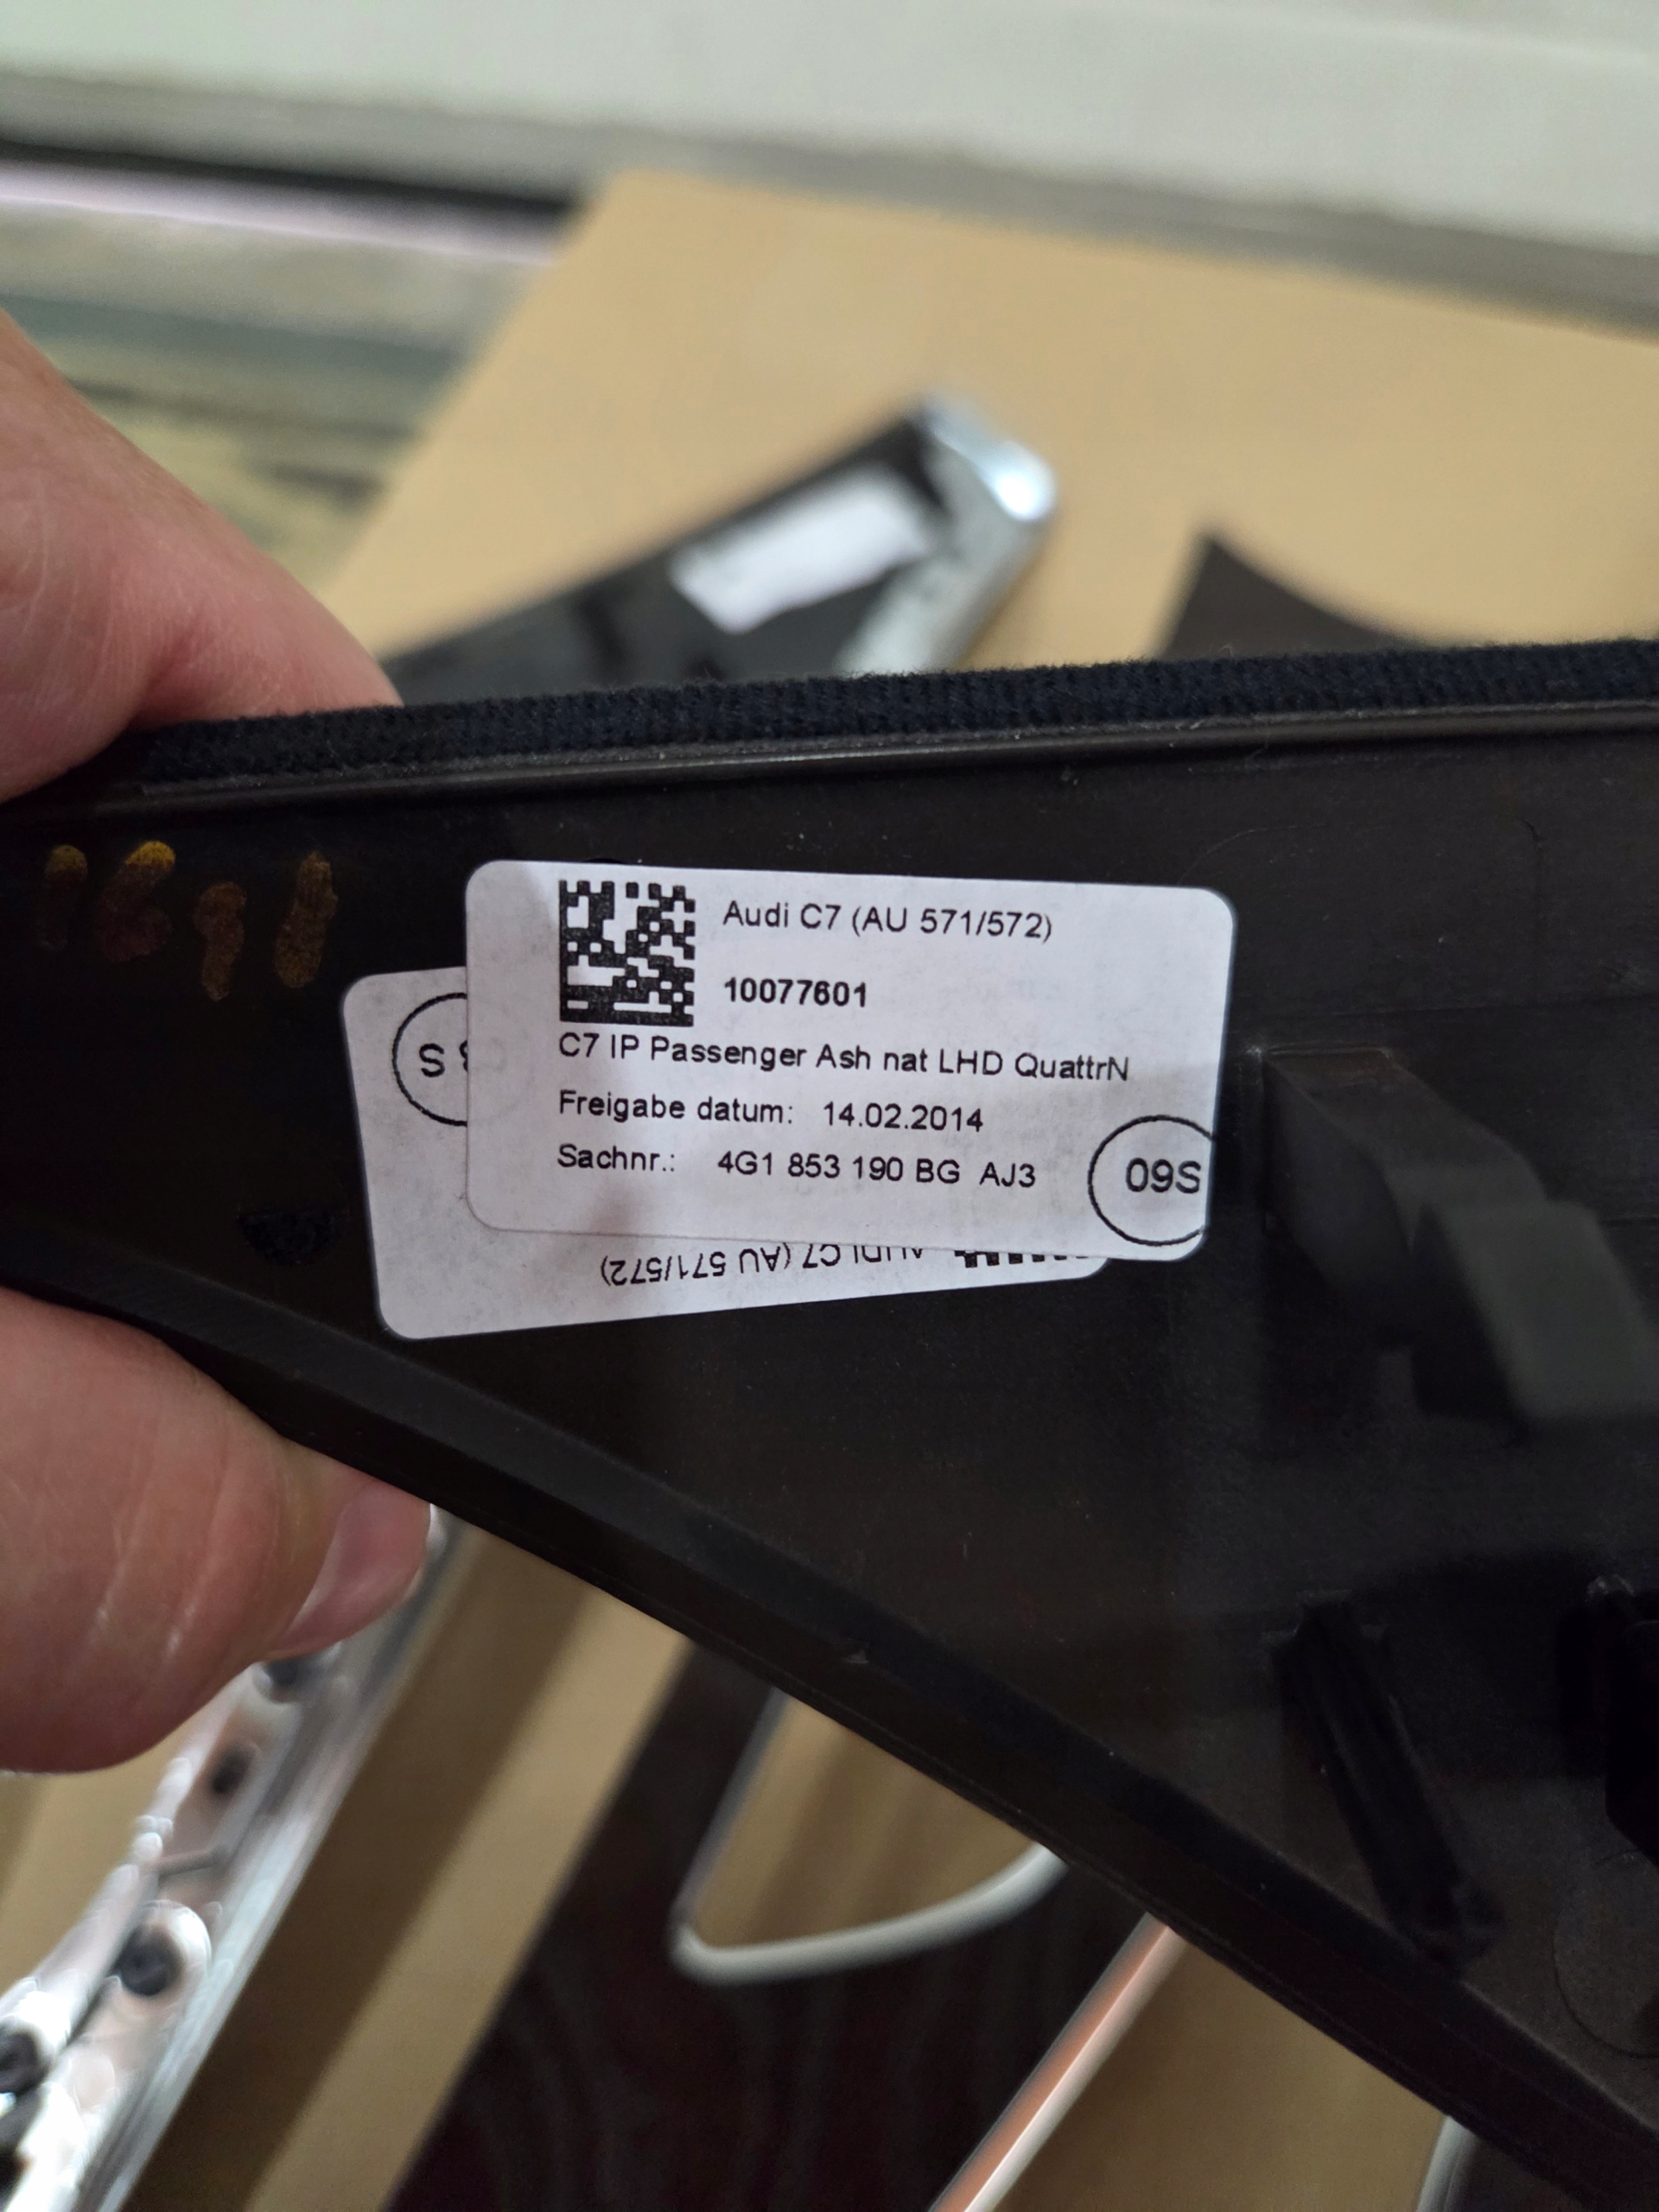 Audi C7 (AU 571/572)
10077601
C7 IP Passenger Ash nat LHD QuattrN
Freigabe datum: 14.02.2014
Sachnr.: 4G1 853 190 BG AJ3
09S
S
AUDI C7 (AU 571/572)